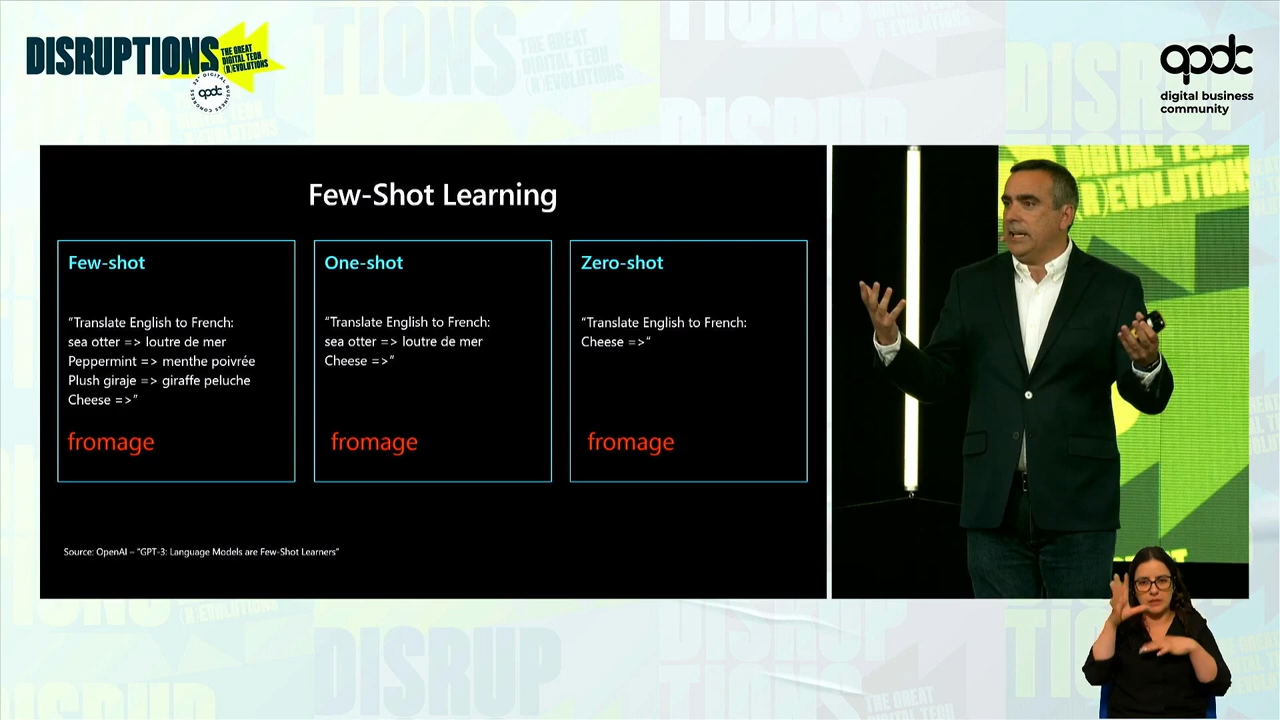 DISRUPTIONS
THE GREAT
DIGITAL TECH
(R)EVOLUTIONS
apdc
digital business
community
Few-Shot Learning
Few-shot
"Translate English to French:
sea otter => loutre de mer
Peppermint => menthe poivrée
Plush giraje => giraffe peluche
Cheese =>"
fromage
One-shot
"Translate English to French:
sea otter => loutre de mer
Cheese =>"
fromage
Zero-shot
"Translate English to French:
Cheese =>"
fromage
Source: OpenAI – "GPT-3: Language Models are Few-Shot Learners"
DIGITAL TECH
(R)EVOLUTIONS